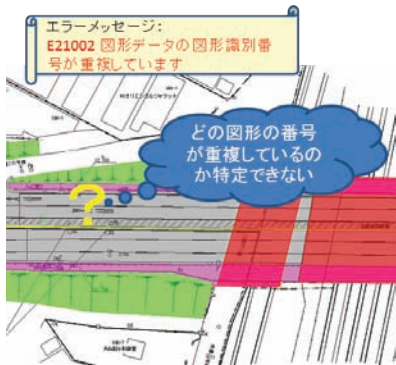 エラーメッセージ:
E21002 図形データの図形識別番
号が重複しています
どの図形の番号
が重複しているの
か特定できない
?